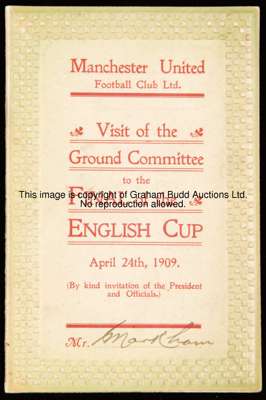 Manchester United
Football Club Ltd.
Visit of the
Ground Committee
to the
This image is copyright of Graham Budd Auctions Ltd.
No reproduction allowed.
ENGLISH CUP
April 24th, 1909.
(By kind invitation of the President
and Officials.)
Mr.